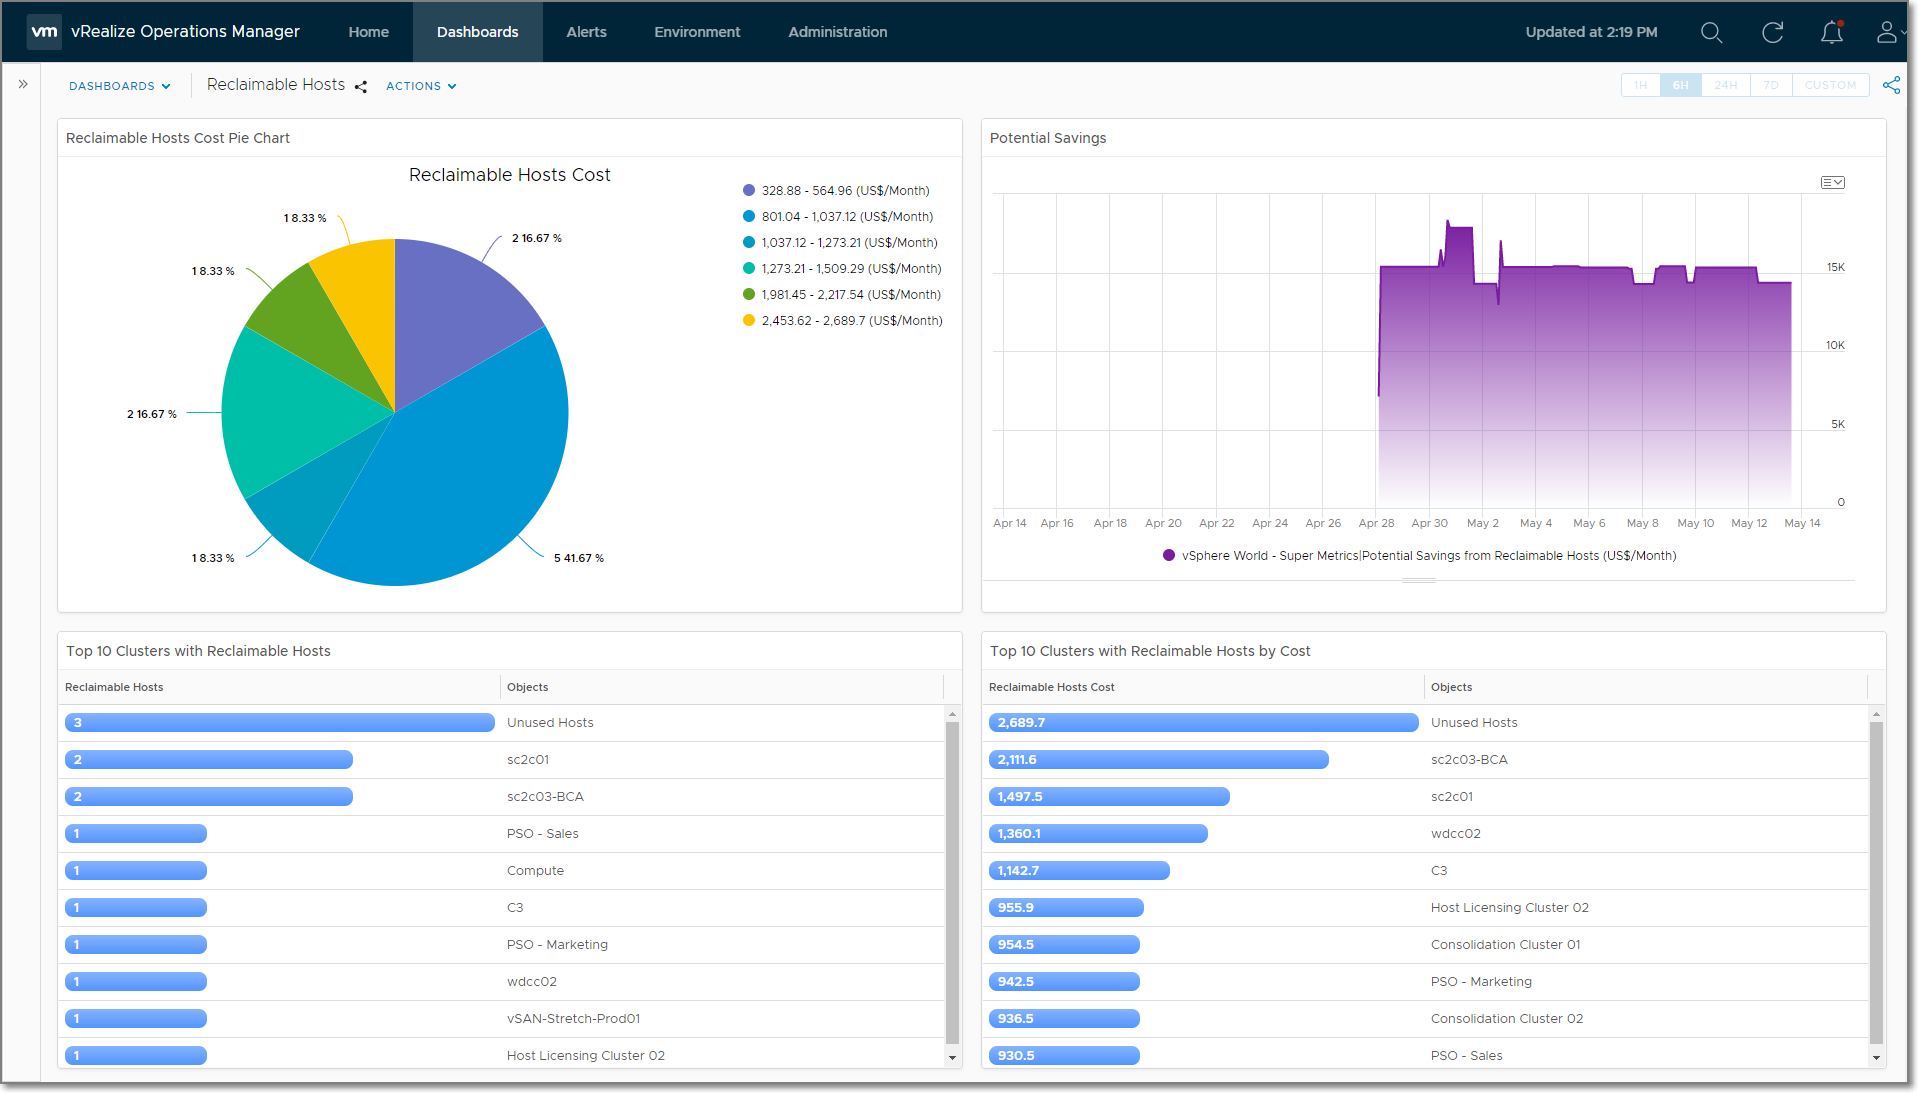 vm vRealize Operations Manager Home Dashboards Alerts Environment Administration Updated at 2:19 PM
DASHBOARDS Reclaimable Hosts ACTIONS 1H 6H 24H 7D CUSTOM
Reclaimable Hosts Cost Pie Chart
Reclaimable Hosts Cost
328.88 - 564.96 (US$/Month)
801.04 - 1,037.12 (US$/Month)
1,037.12 - 1,273.21 (US$/Month)
1,273.21 - 1,509.29 (US$/Month)
1,981.45 - 2,217.54 (US$/Month)
2,453.62 - 2,689.7 (US$/Month)
1 8.33 %
2 16.67 %
1 8.33 %
2 16.67 %
1 8.33 %
5 41.67 %
Potential Savings
15K
10K
5K
0
Apr 14 Apr 16 Apr 18 Apr 20 Apr 22 Apr 24 Apr 26 Apr 28 Apr 30 May 2 May 4 May 6 May 8 May 10 May 12 May 14
vSphere World - Super Metrics|Potential Savings from Reclaimable Hosts (US$/Month)
Top 10 Clusters with Reclaimable Hosts
Reclaimable Hosts Objects
3 Unused Hosts
2 sc2c01
2 sc2c03-BCA
1 PSO - Sales
1 Compute
1 C3
1 PSO - Marketing
1 wdcc02
1 vSAN-Stretch-Prod01
1 Host Licensing Cluster 02
Top 10 Clusters with Reclaimable Hosts by Cost
Reclaimable Hosts Cost Objects
2,689.7 Unused Hosts
2,111.6 sc2c03-BCA
1,497.5 sc2c01
1,360.1 wdcc02
1,142.7 C3
955.9 Host Licensing Cluster 02
954.5 Consolidation Cluster 01
942.5 PSO - Marketing
936.5 Consolidation Cluster 02
930.5 PSO - Sales